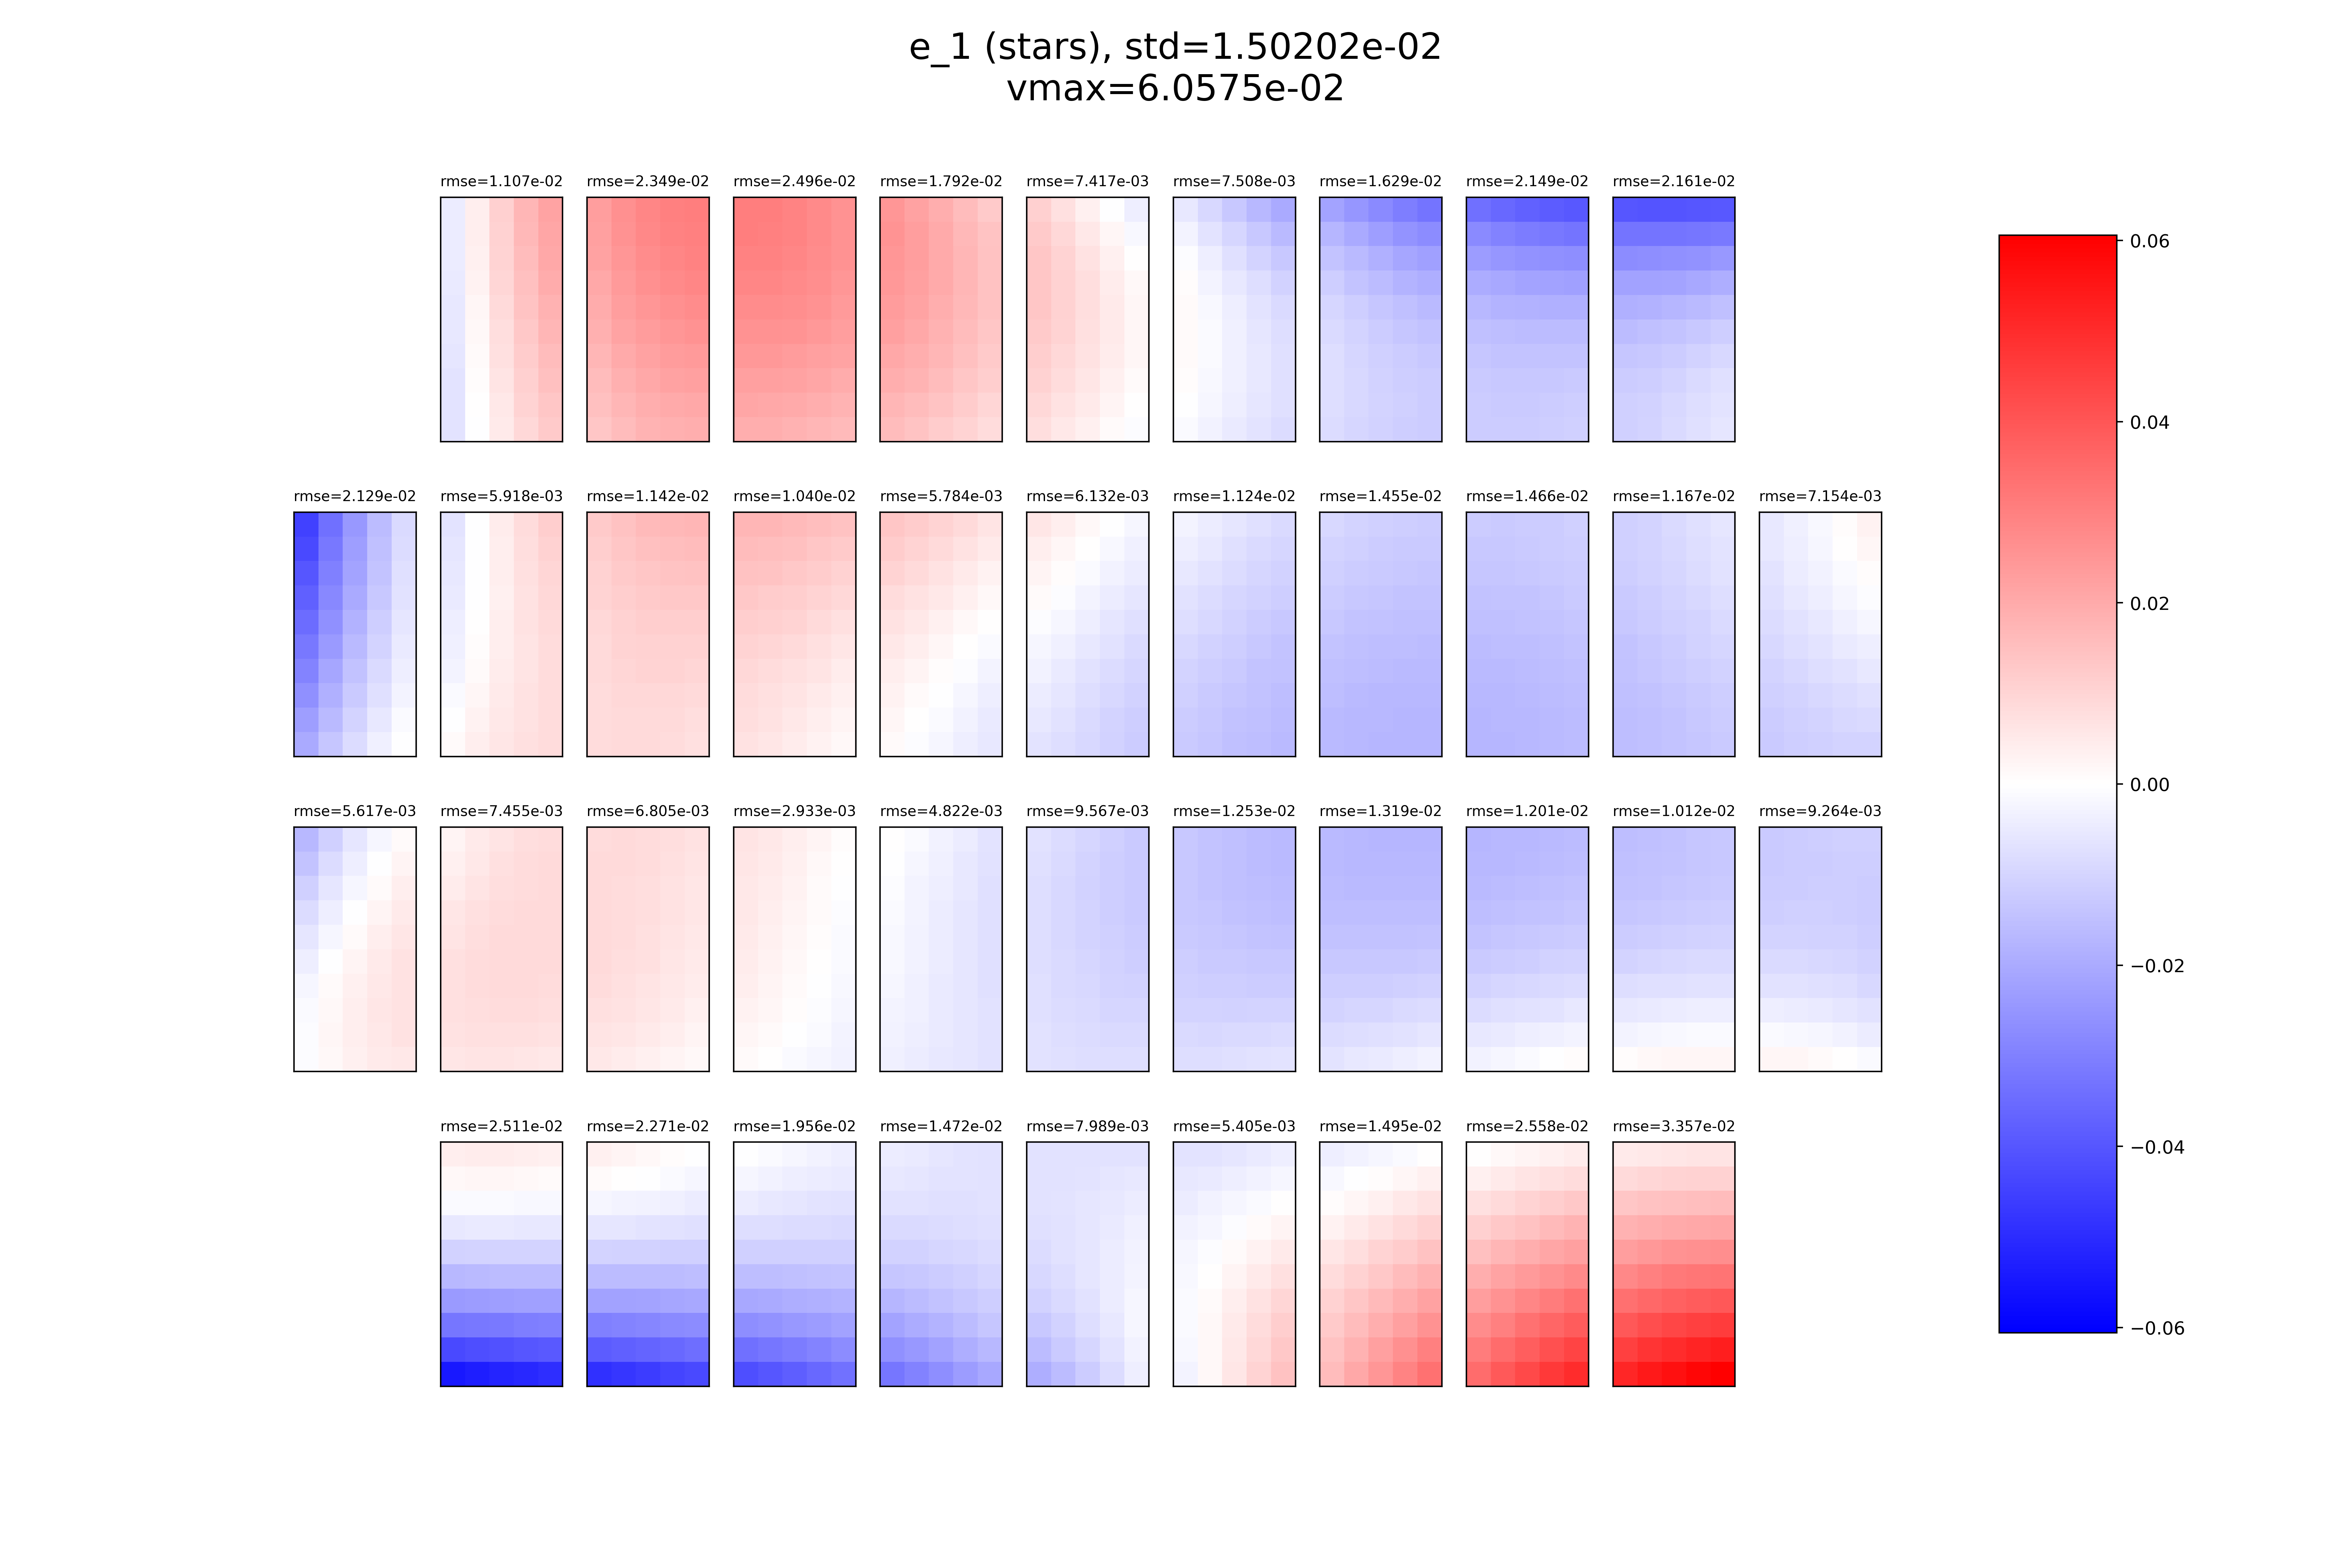 e_1 (stars), std=1.50202e-02
vmax=6.0575e-02
rmse=1.107e-02 rmse=2.349e-02 rmse=2.496e-02 rmse=1.792e-02 rmse=7.417e-03 rmse=7.508e-03 rmse=1.629e-02 rmse=2.149e-02 rmse=2.161e-02
rmse=2.129e-02 rmse=5.918e-03 rmse=1.142e-02 rmse=1.040e-02 rmse=5.784e-03 rmse=6.132e-03 rmse=1.124e-02 rmse=1.455e-02 rmse=1.466e-02 rmse=1.167e-02 rmse=7.154e-03
rmse=5.617e-03 rmse=7.455e-03 rmse=6.805e-03 rmse=2.933e-03 rmse=4.822e-03 rmse=9.567e-03 rmse=1.253e-02 rmse=1.319e-02 rmse=1.201e-02 rmse=1.012e-02 rmse=9.264e-03
rmse=2.511e-02 rmse=2.271e-02 rmse=1.956e-02 rmse=1.472e-02 rmse=7.989e-03 rmse=5.405e-03 rmse=1.495e-02 rmse=2.558e-02 rmse=3.357e-02
0.06
0.04
0.02
0.00
−0.02
−0.04
−0.06